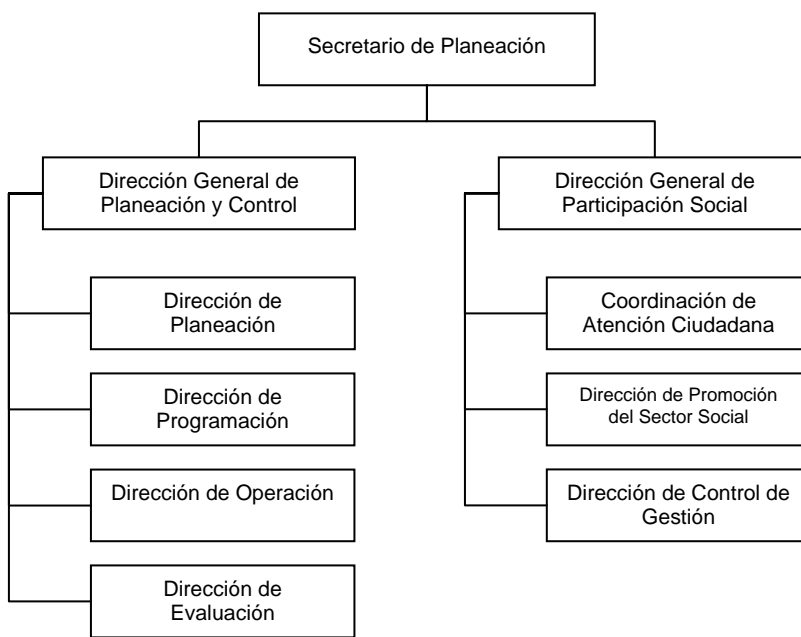 Secretario de Planeación
Dirección General de
Planeación y Control
Dirección General de
Participación Social
Dirección de
Planeación
Coordinación de
Atención Ciudadana
Dirección de
Programación
Dirección de Promoción
del Sector Social
Dirección de Operación
Dirección de Control de
Gestión
Dirección de
Evaluación